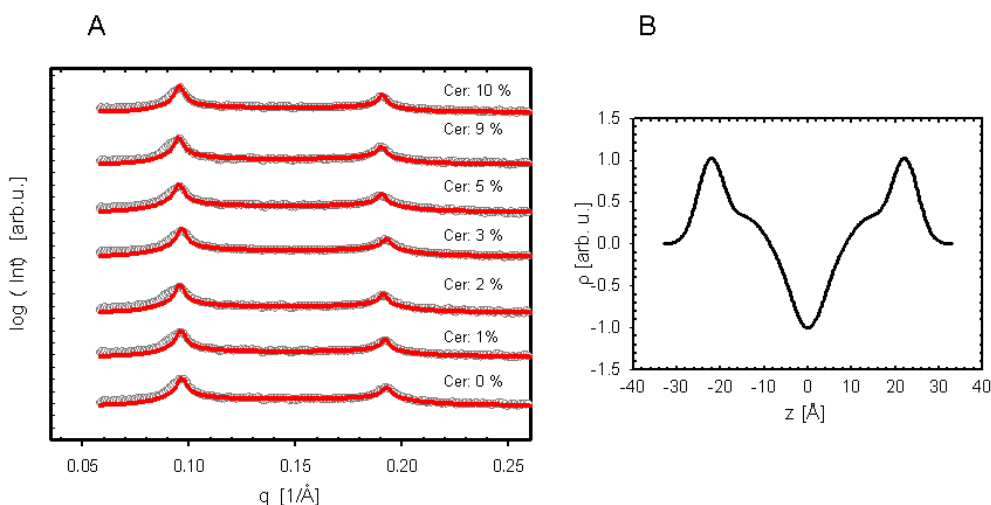 A
B
Cer: 10 %
Cer: 9 %
Cer: 5 %
Cer: 3 %
Cer: 2 %
Cer: 1%
Cer: 0 %
log ( Int) [arb.u.]
0.05 0.10 0.15 0.20 0.25
q [1/Å]
1.5
1.0
0.5
0.0
-0.5
-1.0
-1.5
ρ [arb. u.]
-40 -30 -20 -10 0 10 20 30 40
z [Å]